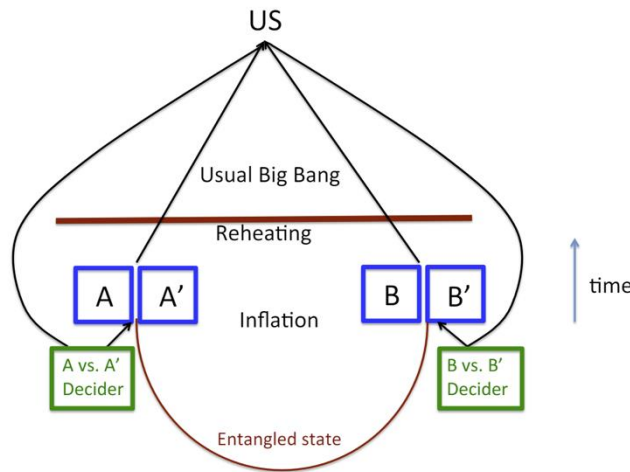 US
Usual Big Bang
Reheating
A
A’
B
B’
Inflation
time
A vs. A’
Decider
B vs. B’
Decider
Entangled state